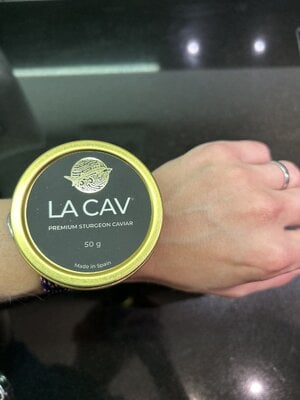 LA CAV
PREMIUM STURGEON CAVIAR
50 g
Made in Spain